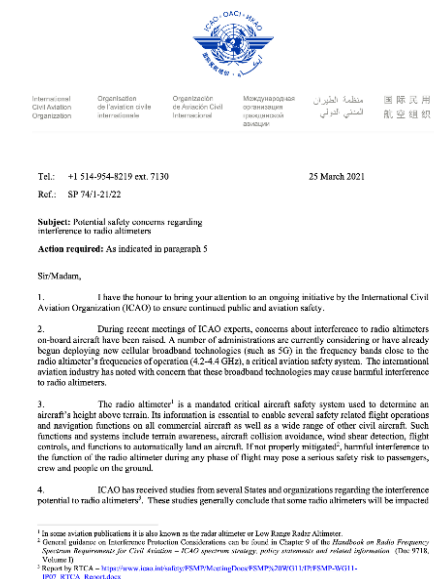 ICAO · OACI · ИКАО
International
Civil Aviation
Organization
Organisation
de l'aviation civile
internationale
Organización
de Aviación Civil
Internacional
Международная
организация
гражданской
авиации
منظمة الطيران
المدني الدولي
国际民用
航空组织
Tel.: +1 514-954-8219 ext. 7130
25 March 2021
Ref.: SP 74/1-21/22
Subject: Potential safety concerns regarding
interference to radio altimeters
Action required: As indicated in paragraph 5
Sir/Madam,
1. I have the honour to bring your attention to an ongoing initiative by the International Civil
Aviation Organization (ICAO) to ensure continued public and aviation safety.
2. During recent meetings of ICAO experts, concerns about interference to radio altimeters
on-board aircraft have been raised. A number of administrations are currently considering or have already
begun deploying new cellular broadband technologies (such as 5G) in the frequency bands close to the
radio altimeter's frequencies of operation (4.2-4.4 GHz), a critical aviation safety system. The international
aviation industry has noted with concern that these broadband technologies may cause harmful interference
to radio altimeters.
3. The radio altimeter¹ is a mandated critical aircraft safety system used to determine an
aircraft's height above terrain. Its information is essential to enable several safety related flight operations
and navigation functions on all commercial aircraft as well as a wide range of other civil aircraft. Such
functions and systems include terrain awareness, aircraft collision avoidance, wind shear detection, flight
controls, and functions to automatically land an aircraft. If not properly mitigated², harmful interference to
the function of the radio altimeter during any phase of flight may pose a serious safety risk to passengers,
crew and people on the ground.
4. ICAO has received studies from several States and organizations regarding the interference
potential to radio altimeters³. These studies generally conclude that some radio altimeters will be impacted
¹ In some aviation publications it is also known as the radar altimeter or Low Range Radar Altimeter.
² General guidance on Interference Protection Considerations can be found in Chapter 9 of the Handbook on Radio Frequency
Spectrum Requirements for Civil Aviation – ICAO spectrum strategy, policy statements and related information (Doc 9718,
Volume I)
³ Report by RTCA – https://www.icao.int/safety/FSMP/MeetingDocs/FSMP%20WG11/IP/FSMP-WG11-
IP07_RTCA_Report.docx